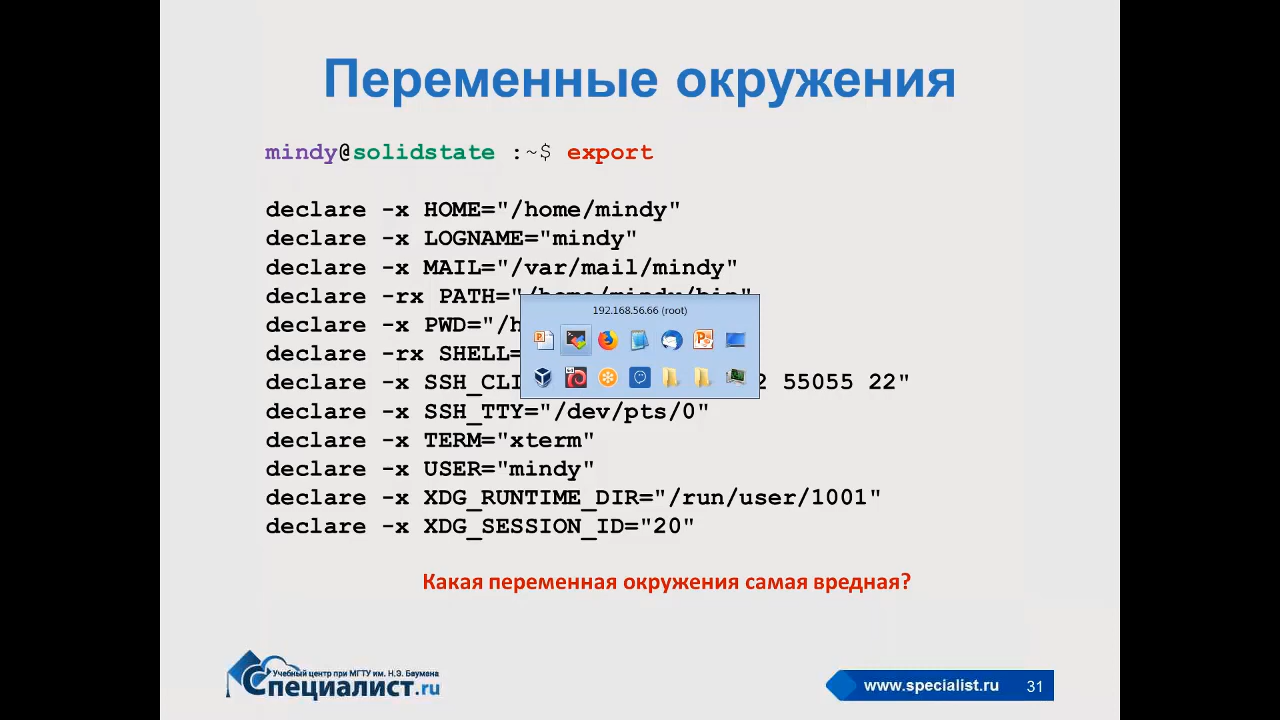 Переменные окружения
mindy@solidstate :~$ export
declare -x HOME="/home/mindy"
declare -x LOGNAME="mindy"
declare -x MAIL="/var/mail/mindy"
declare -rx PATH="/home/mindy/bin"
192.168.56.66 (root)
declare -x PWD="/h
declare -rx SHELL=
declare -x SSH_CLI 2 55055 22"
declare -x SSH_TTY="/dev/pts/0"
declare -x TERM="xterm"
declare -x USER="mindy"
declare -x XDG_RUNTIME_DIR="/run/user/1001"
declare -x XDG_SESSION_ID="20"
Какая переменная окружения самая вредная?
Учебный центр при МГТУ им. Н.Э. Баумана
Специалист.ru
www.specialist.ru 31